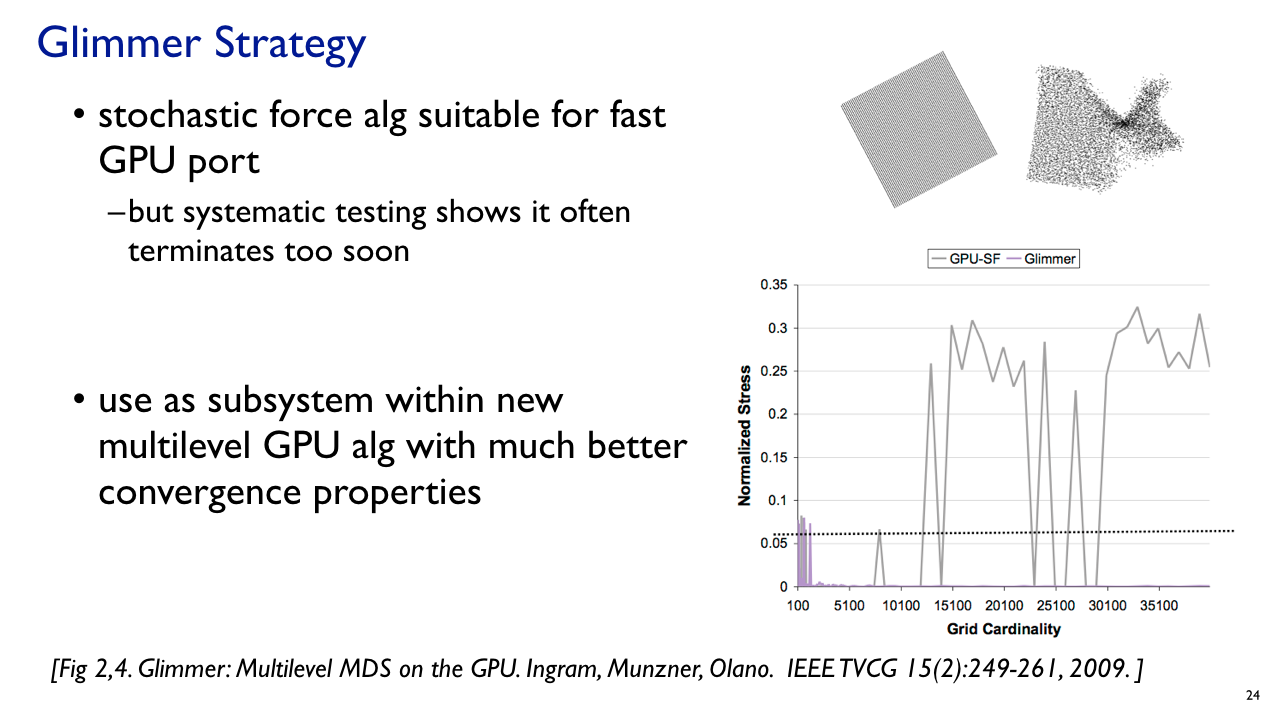 Glimmer Strategy
• stochastic force alg suitable for fast
GPU port
–but systematic testing shows it often
terminates too soon
• use as subsystem within new
multilevel GPU alg with much better
convergence properties
GPU-SF Glimmer
0.35
0.3
0.25
0.2
0.15
0.1
0.05
0
Normalized Stress
100 5100 10100 15100 20100 25100 30100 35100
Grid Cardinality
[Fig 2,4. Glimmer: Multilevel MDS on the GPU. Ingram, Munzner, Olano. IEEE TVCG 15(2):249-261, 2009. ]
24